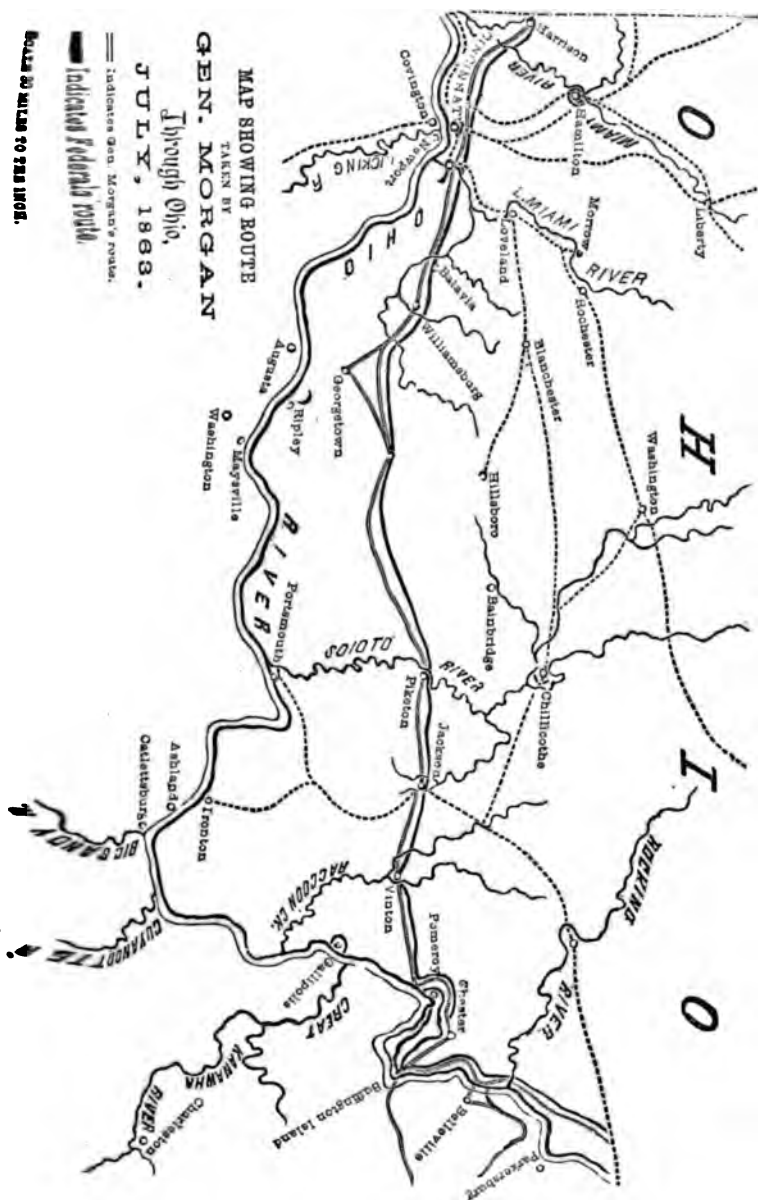 MAP SHOWING ROUTE
TAKEN BY
GEN. MORGAN
Through Ohio,
JULY, 1863.
Indicates Gen. Morgan's route.
Indicates Federals route.
SCALE 20 MILES TO THE INCH.
O H I O
Harrison
MIAMI RIVER
Hamilton
Liberty
CINCINNATI
Covington
Newport
LICKING R.
L. MIAMI RIVER
Loveland
Morrow
Rochester
Batavia
Williamsburg
Blanchester
Georgetown
Hillsboro
Washington
OHIO RIVER
Augusta
Ripley
Washington
Maysville
Bainbridge
Chillicothe
Portsmouth
SCIOTO RIVER
Piketon
Jackson
Ironton
Ashland
Catlettsburg
BIG SANDY
GUYANOTTE
RACCOON CK.
Vinton
HOCKING RIVER
Pomeroy
Chester
Gallipolis
GREAT KANAWHA RIVER
Charleston
Buffington Island
Belleville
Parkersburg